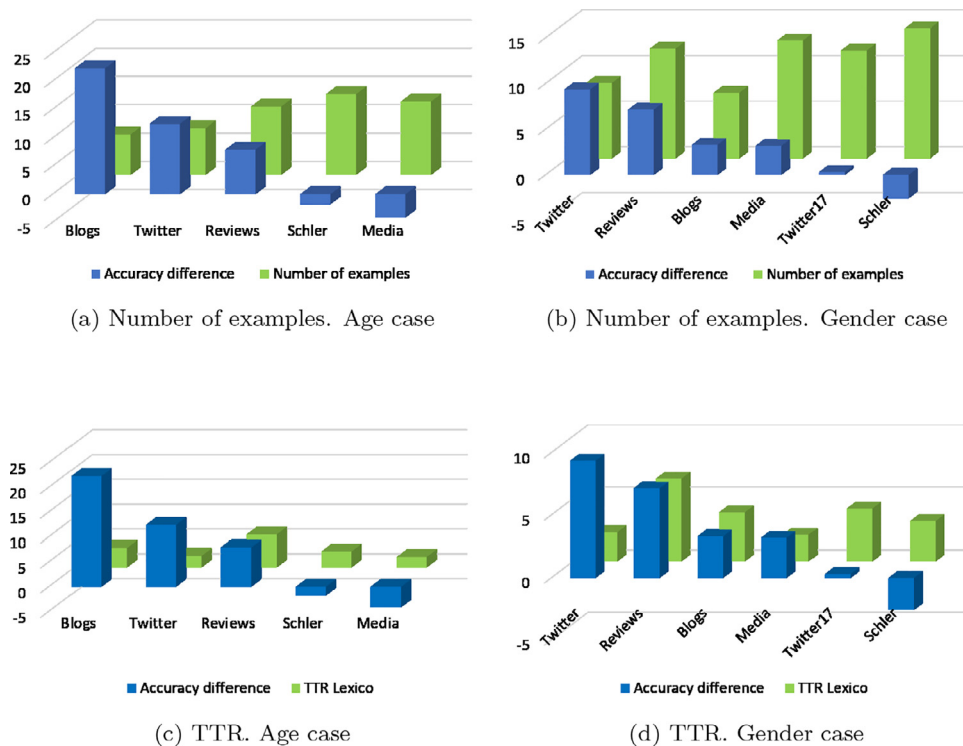 25
20
15
10
5
0
-5
Blogs Twitter Reviews Schler Media
Accuracy difference Number of examples
(a) Number of examples. Age case
15
10
5
0
-5
Twitter Reviews Blogs Media Twitter17 Schler
Accuracy difference Number of examples
(b) Number of examples. Gender case
25
20
15
10
5
0
-5
Blogs Twitter Reviews Schler Media
Accuracy difference TTR Lexico
(c) TTR. Age case
10
5
0
-5
Twitter Reviews Blogs Media Twitter17 Schler
Accuracy difference TTR Lexico
(d) TTR. Gender case